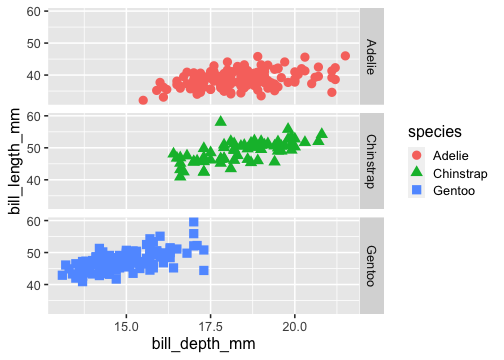 bill_length_mm
60
50
40
Adelie
60
50
40
Chinstrap
60
50
40
Gentoo
15.0 17.5 20.0
bill_depth_mm
species
Adelie
Chinstrap
Gentoo